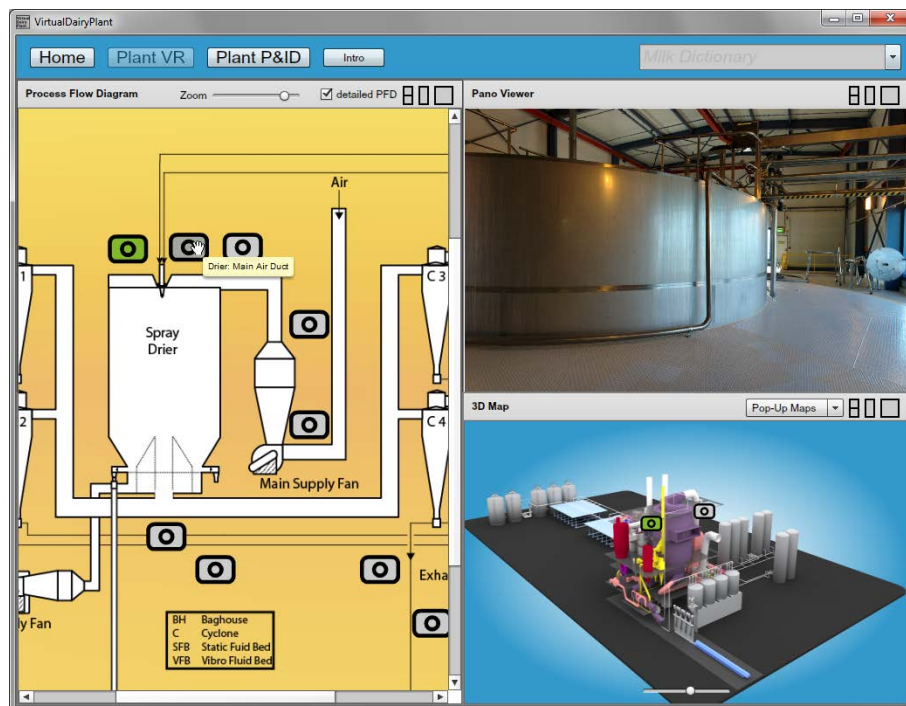 VirtualDairyPlant
Home Plant VR Plant P&ID Intro Milk Dictionary
Process Flow Diagram Zoom detailed PFD
Pano Viewer
Air
Drier: Main Air Duct
1
C 3
Spray
Drier
2
C 4
Main Supply Fan
Exha
ly Fan
BH Baghouse
C Cyclone
SFB Static Fuid Bed
VFB Vibro Fluid Bed
3D Map Pop-Up Maps